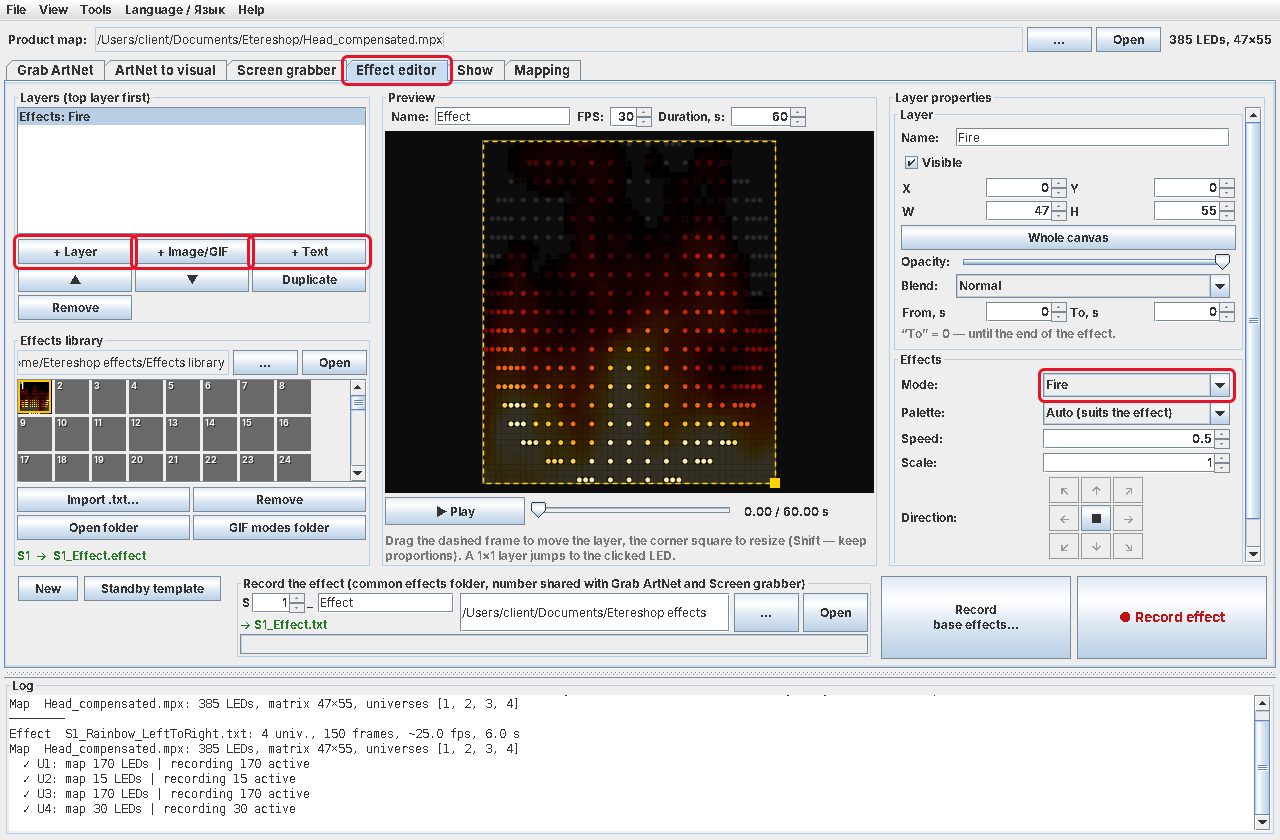 File View Tools Language / Язык Help
Product map: /Users/client/Documents/Etereshop/Head_compensated.mpx ... Open 385 LEDs, 47×55
Grab ArtNet ArtNet to visual Screen grabber Effect editor Show Mapping
Layers (top layer first)
Effects: Fire
+ Layer + Image/GIF + Text
▲ ▼ Duplicate
Remove
Effects library
me/Etereshop effects/Effects library ... Open
1 2 3 4 5 6 7 8
9 10 11 12 13 14 15 16
17 18 19 20 21 22 23 24
Import .txt... Remove
Open folder GIF modes folder
S1 → S1_Effect.effect
Preview
Name: Effect FPS: 30 Duration, s: 60
▶ Play 0.00 / 60.00 s
Drag the dashed frame to move the layer, the corner square to resize (Shift — keep
proportions). A 1×1 layer jumps to the clicked LED.
Layer properties
Layer
Name: Fire
✔ Visible
X 0 Y 0
W 47 H 55
Whole canvas
Opacity:
Blend: Normal
From, s 0 To, s 0
“To” = 0 — until the end of the effect.
Effects
Mode: Fire
Palette: Auto (suits the effect)
Speed: 0.5
Scale: 1
↖ ↑ ↗
Direction: ← ■ →
↙ ↓ ↘
New Standby template
Record the effect (common effects folder, number shared with Grab ArtNet and Screen grabber)
S 1 _ Effect /Users/client/Documents/Etereshop effects ... Open
→ S1_Effect.txt
Record
base effects...
● Record effect
Log
Map Head_compensated.mpx: 385 LEDs, matrix 47×55, universes [1, 2, 3, 4]
────────
Effect S1_Rainbow_LeftToRight.txt: 4 univ., 150 frames, ~25.0 fps, 6.0 s
Map Head_compensated.mpx: 385 LEDs, matrix 47×55, universes [1, 2, 3, 4]
✓ U1: map 170 LEDs | recording 170 active
✓ U2: map 15 LEDs | recording 15 active
✓ U3: map 170 LEDs | recording 170 active
✓ U4: map 30 LEDs | recording 30 active